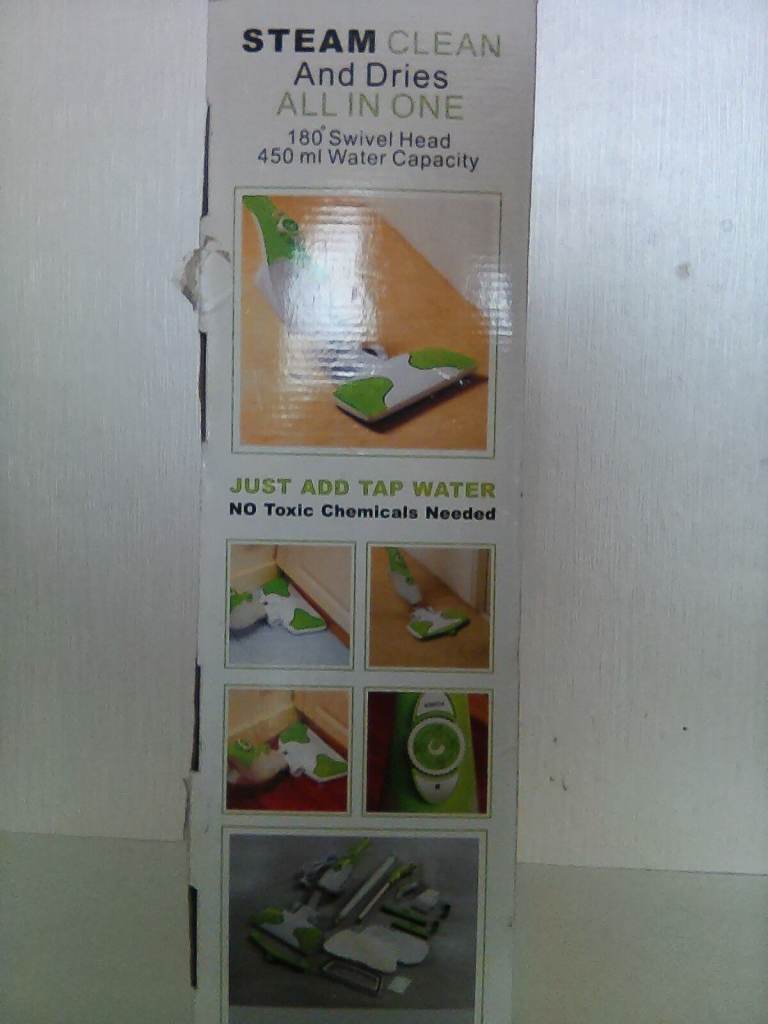 STEAM CLEAN
And Dries
ALL IN ONE
180° Swivel Head
450 ml Water Capacity
JUST ADD TAP WATER
NO Toxic Chemicals Needed